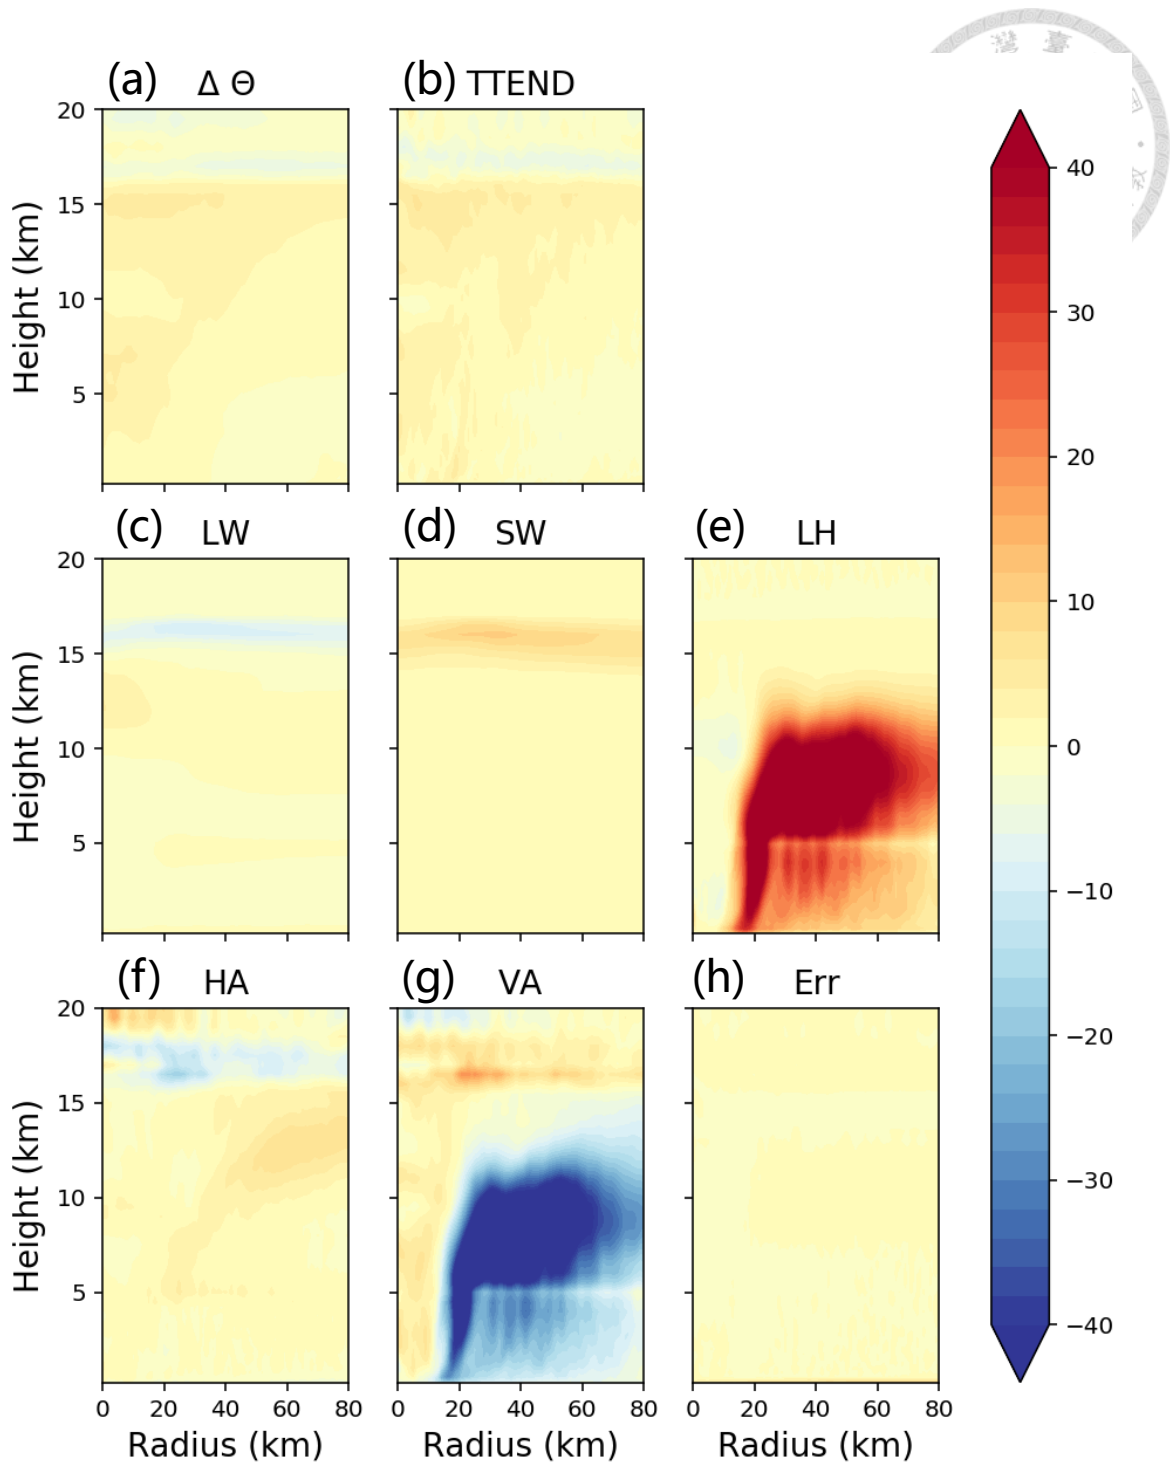 (a) Δ Θ
(b) TTEND
20
15
10
5
Height (km)
(c) LW
(d) SW
(e) LH
20
15
10
5
Height (km)
(f) HA
(g) VA
(h) Err
20
15
10
5
Height (km)
0 20 40 60 80
0 20 40 60 80
0 20 40 60 80
Radius (km)
Radius (km)
Radius (km)
40
30
20
10
0
−10
−20
−30
−40
灣 臺